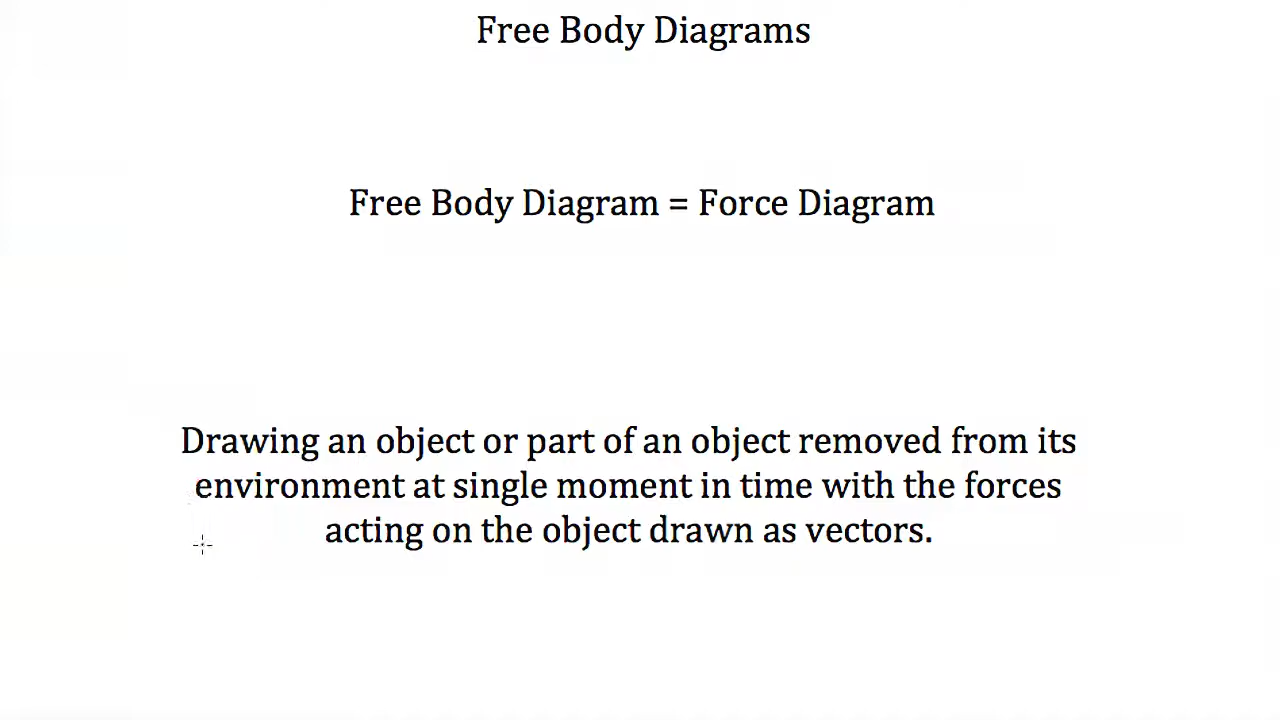 Free Body Diagrams
Free Body Diagram = Force Diagram
Drawing an object or part of an object removed from its
environment at single moment in time with the forces
acting on the object drawn as vectors.